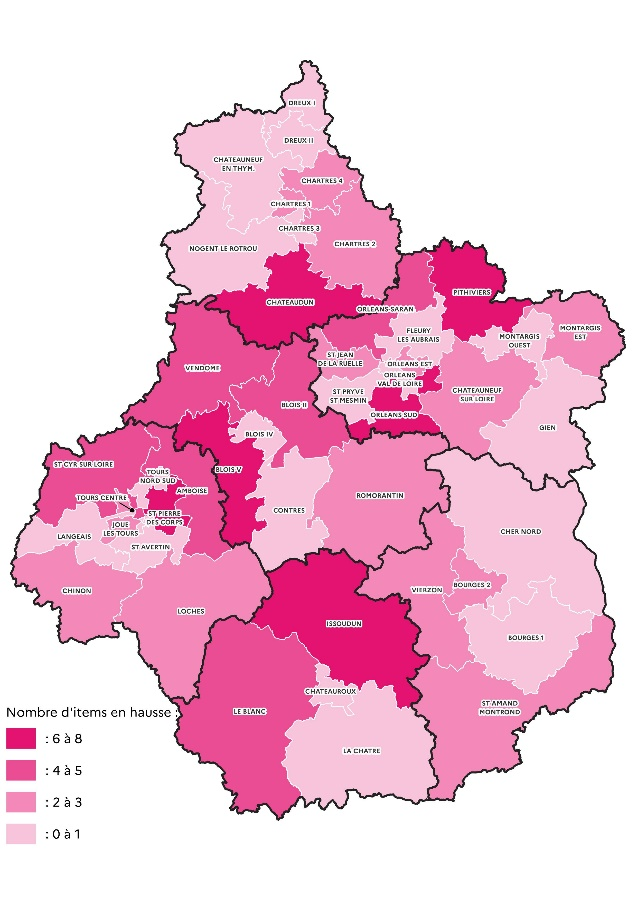 DREUX I
DREUX II
CHATEAUNEUF
EN THYM.
CHARTRES 4
CHARTRES 1
CHARTRES 3
CHARTRES 2
NOGENT LE ROTROU
CHATEAUDUN
ORLEANS-SARAN
PITHIVIERS
FLEURY
LES AUBRAIS
MONTARGIS
OUEST
MONTARGIS
EST
ST JEAN
DE LA RUELLE
ORLEANS EST
ORLEANS
VAL DE LOIRE
ST PRYVE
ST MESMIN
CHATEAUNEUF
SUR LOIRE
ORLEANS SUD
GIEN
VENDOME
BLOIS II
BLOIS IV
BLOIS V
ST CYR SUR LOIRE
TOURS
NORD SUD
AMBOISE
TOURS CENTRE
ST PIERRE
DES CORPS
JOUE
LES TOURS
LANGEAIS
ST AVERTIN
CONTRES
ROMORANTIN
CHER NORD
CHINON
LOCHES
VIERZON
BOURGES 2
BOURGES 1
ISSOUDUN
CHATEAUROUX
LE BLANC
LA CHATRE
ST AMAND
MONTROND
Nombre d'items en hausse :
: 6 à 8
: 4 à 5
: 2 à 3
: 0 à 1